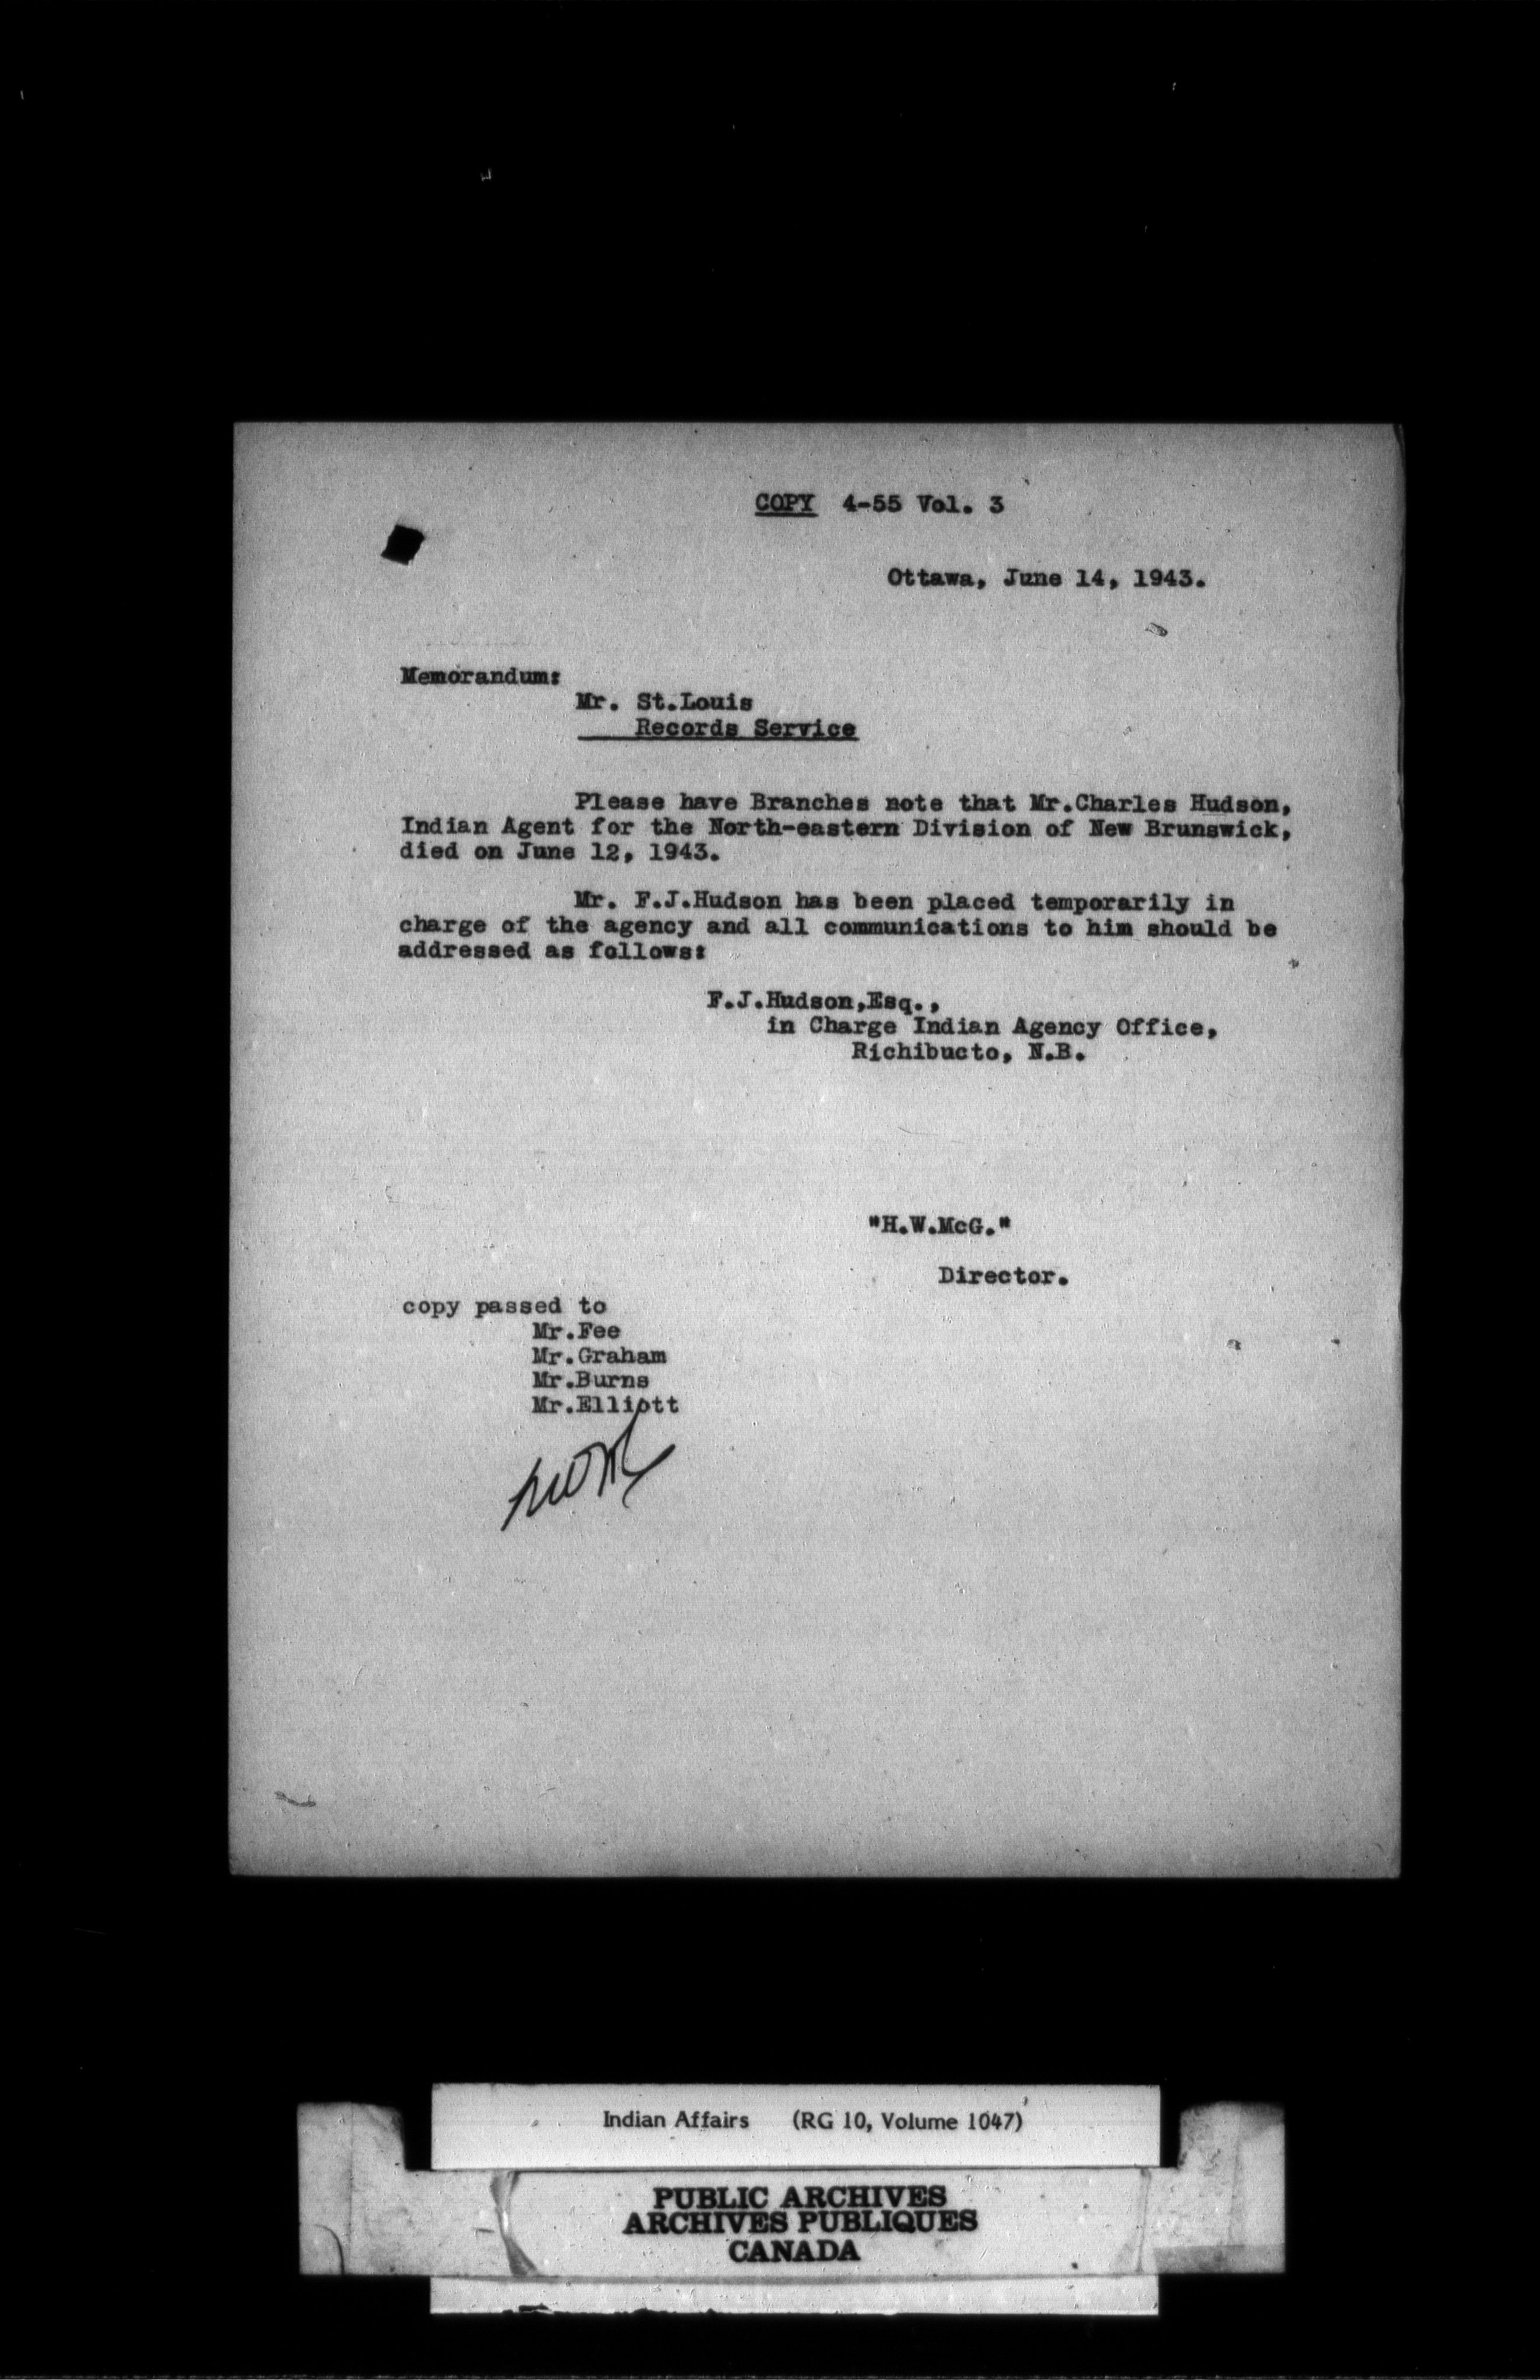 COPY 4-55 Vol. 3
Ottawa, June 14, 1943.
Memorandum:
Mr. St.Louis
Records Service
Please have Branches note that Mr.Charles Hudson,
Indian Agent for the North-eastern Division of New Brunswick,
died on June 12, 1943.
Mr. F.J.Hudson has been placed temporarily in
charge of the agency and all communications to him should be
addressed as follows:
F.J.Hudson,Esq.,
in Charge Indian Agency Office,
Richibucto, N.B.
"H.W.McG."
Director.
copy passed to
Mr.Fee
Mr.Graham
Mr.Burns
Mr.Elliott
Indian Affairs (RG 10, Volume 1047)
PUBLIC ARCHIVES
ARCHIVES PUBLIQUES
CANADA